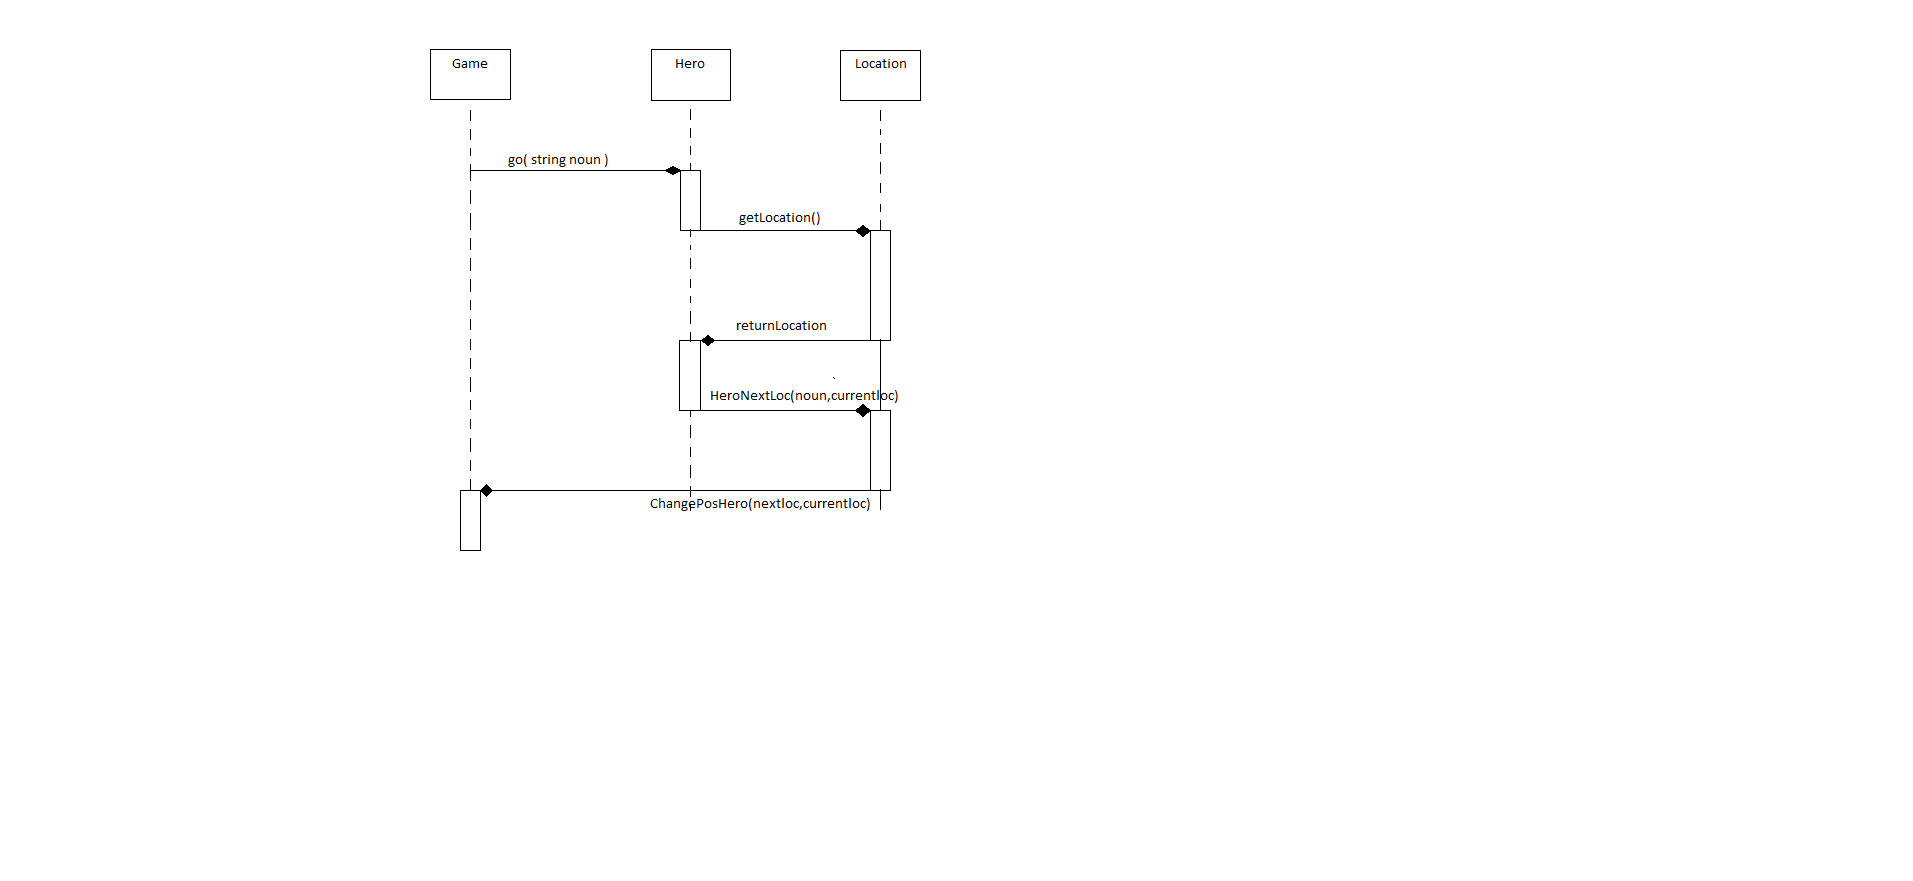 Game
Hero
Location
go( string noun )
getLocation()
returnLocation
HeroNextLoc(noun,currentloc)
ChangePosHero(nextloc,currentloc)